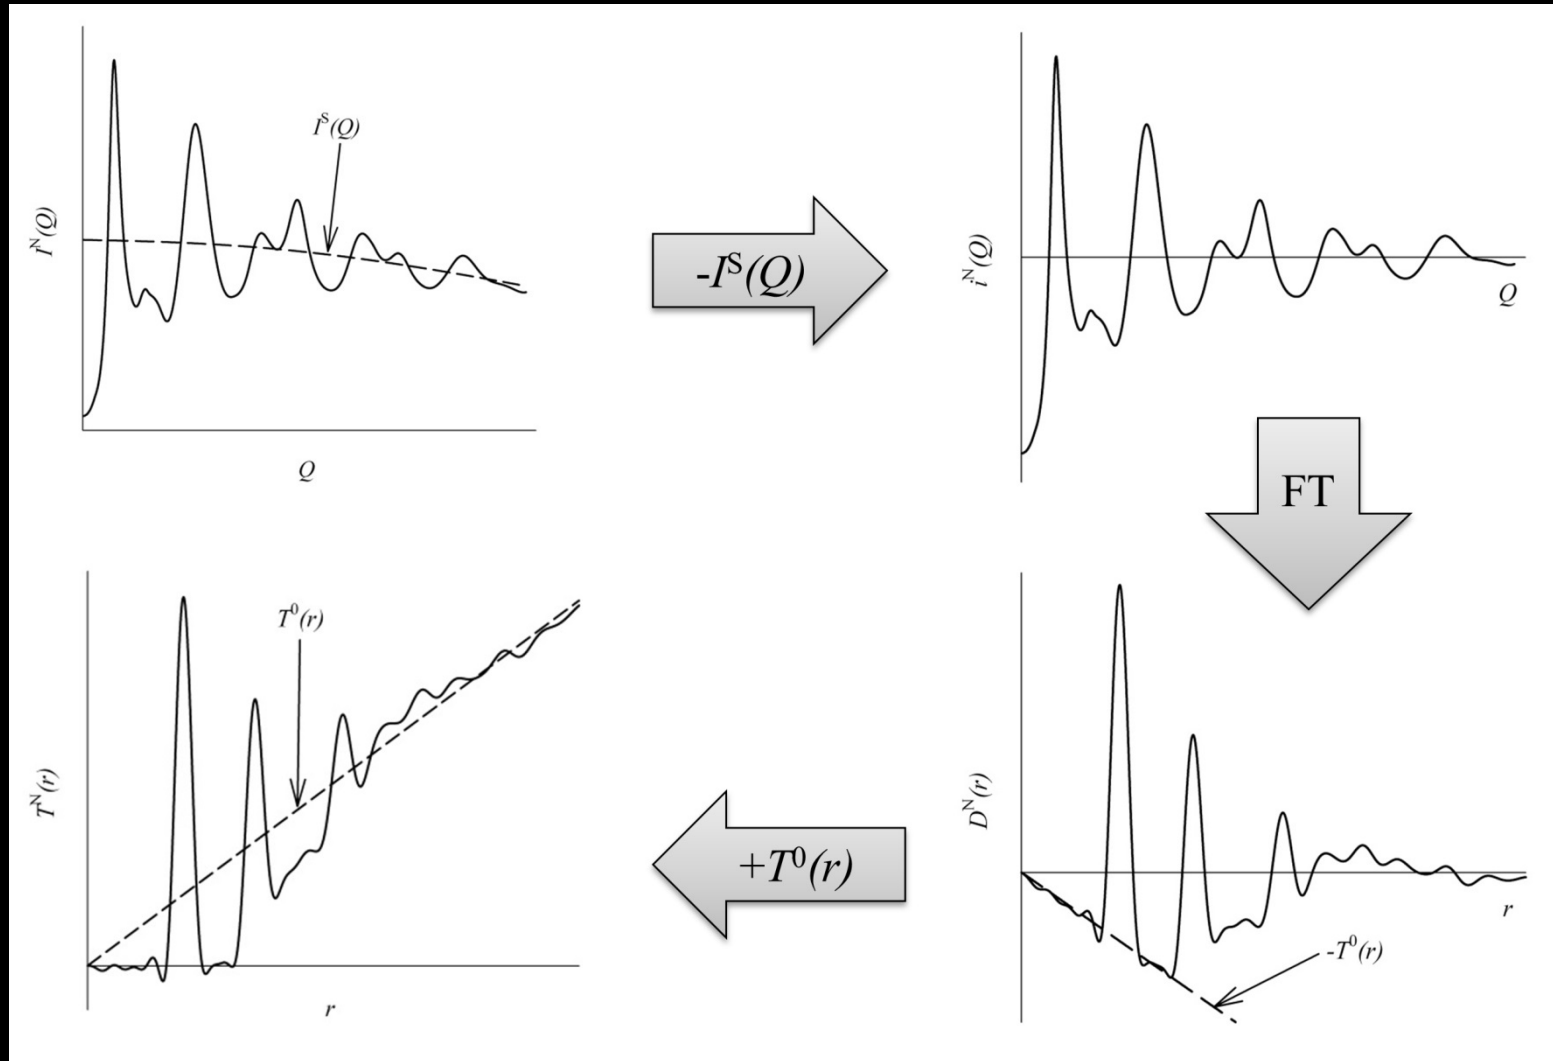 I^S(Q)
I^N(Q)
Q
-I^S(Q)
i^N(Q)
Q
FT
T^0(r)
T^N(r)
r
+T^0(r)
D^N(r)
r
-T^0(r)